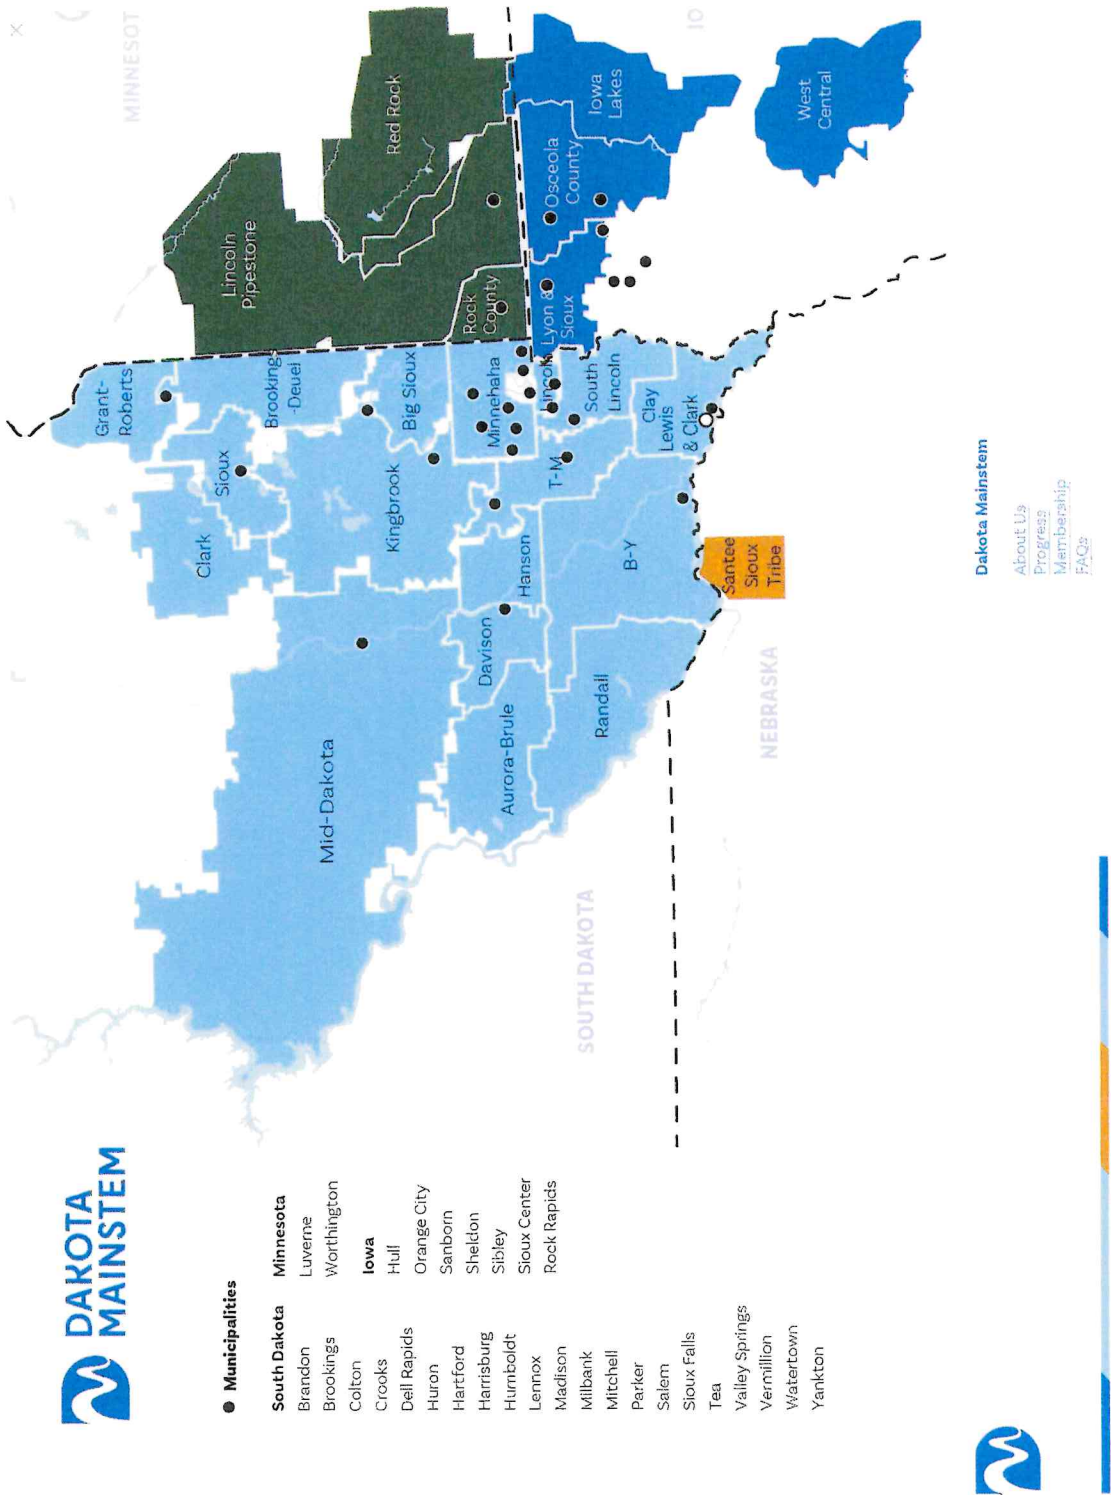 DAKOTA
MAINSTEM
Municipalities
South Dakota
Brandon
Brookings
Colton
Crooks
Dell Rapids
Huron
Hartford
Harrisburg
Humboldt
Lennox
Madison
Milbank
Mitchell
Parker
Salem
Sioux Falls
Tea
Valley Springs
Vermillion
Watertown
Yankton
Minnesota
Luverne
Worthington
Iowa
Hull
Orange City
Sanborn
Sheldon
Sibley
Sioux Center
Rock Rapids
Grant-
Roberts
Sioux
Clark
Brookings
-Deuel
Big Sioux
Kingbrook
Mid-Dakota
Minnehaha
Hanson
Davison
Aurora-Brule
T-M
Lincoln
South
Lincoln
Clay
Lewis
& Clark
B-Y
Randall
Santee
Sioux
Tribe
Lincoln
Pipestone
Red Rock
Rock
County
Lyon &
Sioux
Osceola
County
Iowa
Lakes
West
Central
MINNESOT
IO
SOUTH DAKOTA
NEBRASKA
Dakota Mainstem
About Us
Progress
Membership
FAQs